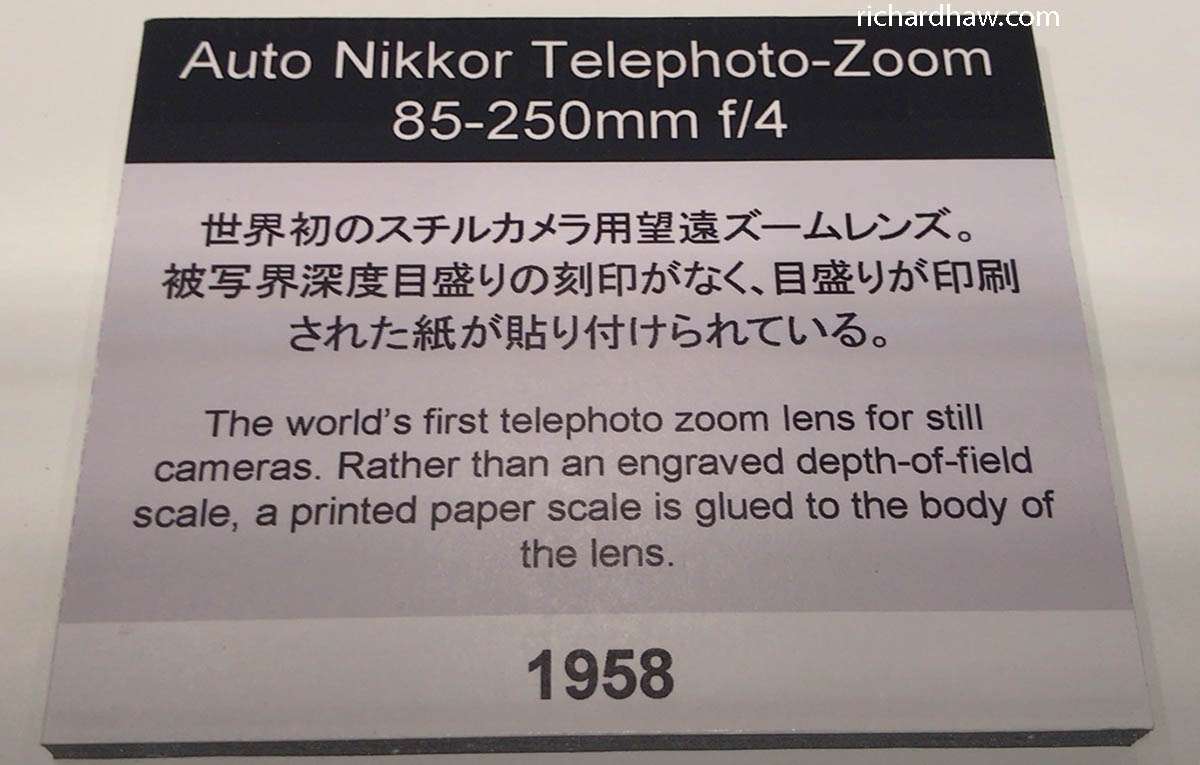 richardhaw.com
Auto Nikkor Telephoto-Zoom
85-250mm f/4
世界初のスチルカメラ用望遠ズームレンズ。
被写界深度目盛りの刻印がなく、目盛りが印刷
された紙が貼り付けられている。
The world's first telephoto zoom lens for still
cameras. Rather than an engraved depth-of-field
scale, a printed paper scale is glued to the body of
the lens.
1958